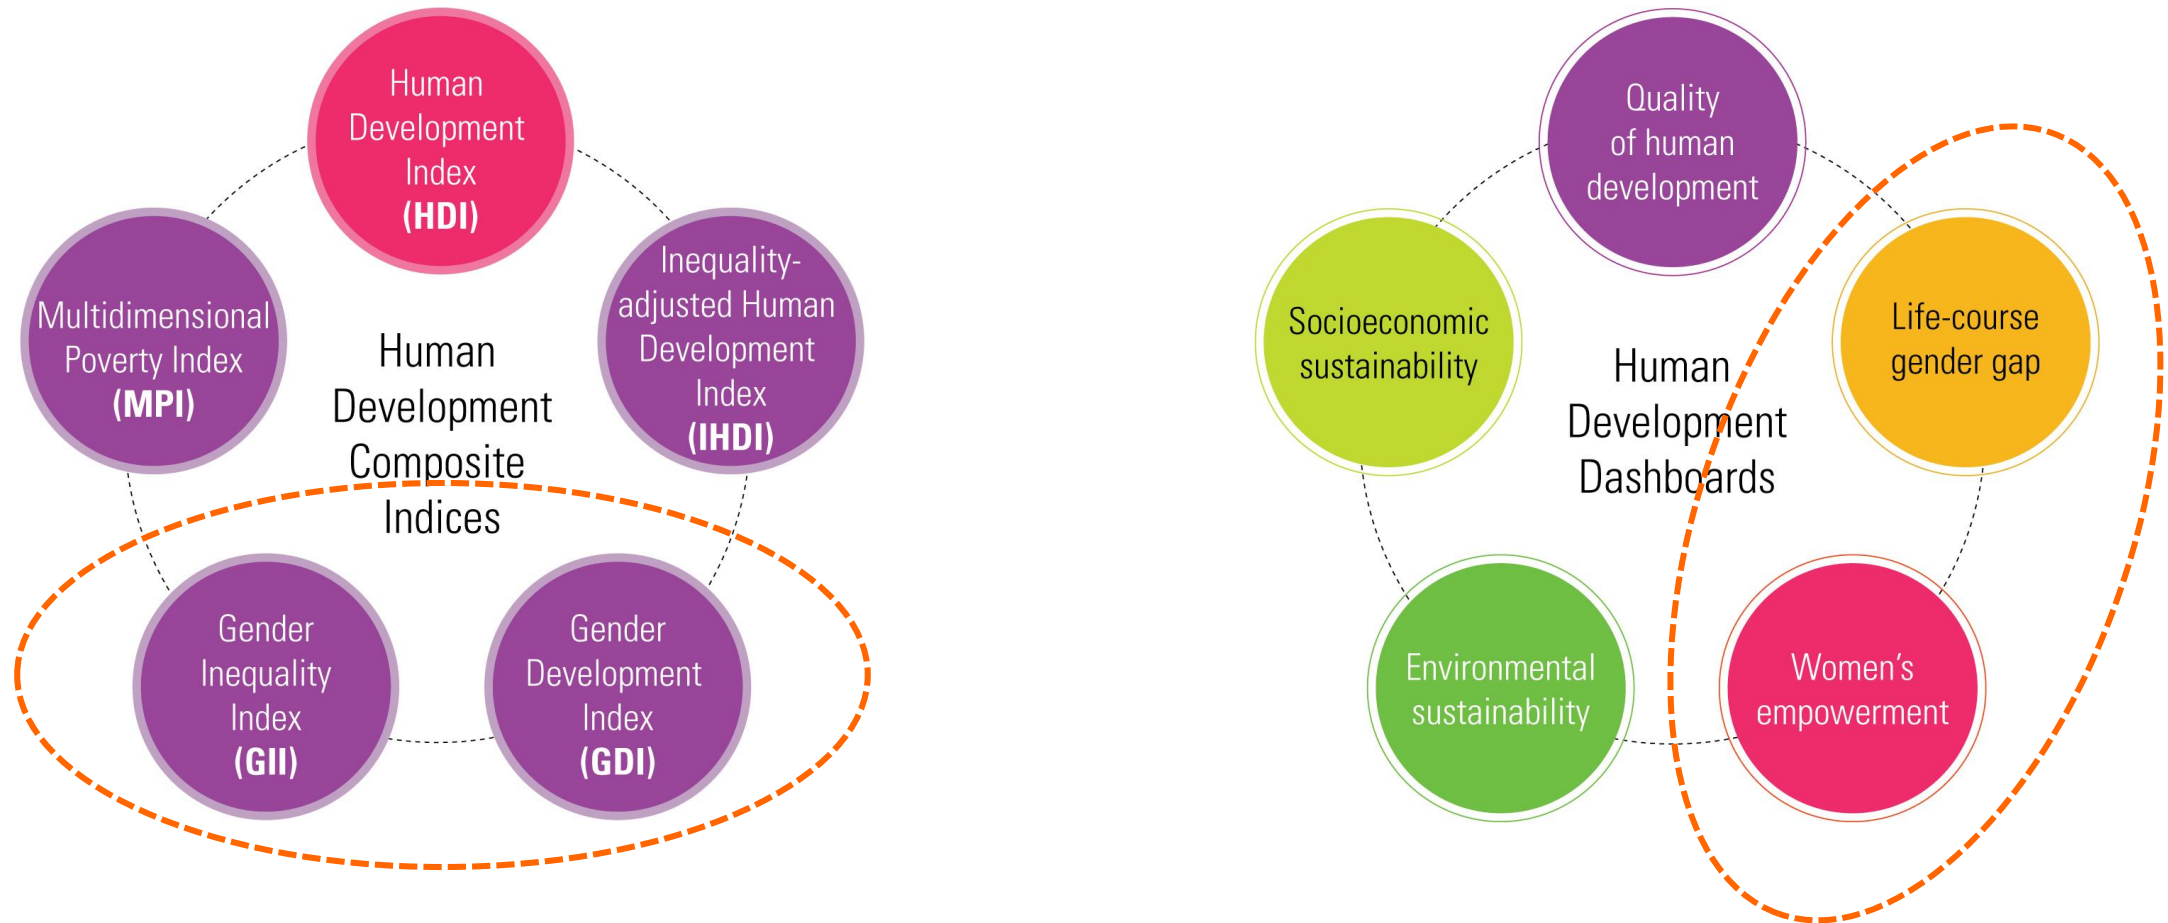 Human
Development
Index
(HDI)
Multidimensional
Poverty Index
(MPI)
Inequality-
adjusted Human
Development
Index
(IHDI)
Human
Development
Composite
Indices
Gender
Inequality
Index
(GII)
Gender
Development
Index
(GDI)
Quality
of human
development
Socioeconomic
sustainability
Life-course
gender gap
Human
Development
Dashboards
Environmental
sustainability
Women’s
empowerment